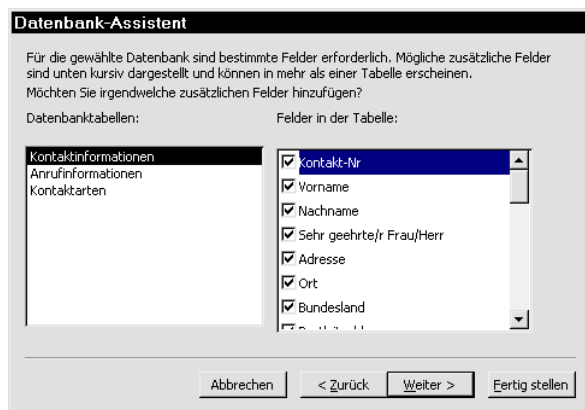 Datenbank-Assistent
Für die gewählte Datenbank sind bestimmte Felder erforderlich. Mögliche zusätzliche Felder
sind unten kursiv dargestellt und können in mehr als einer Tabelle erscheinen.
Möchten Sie irgendwelche zusätzlichen Felder hinzufügen?
Datenbanktabellen: Felder in der Tabelle:
Kontaktinformationen
Anrufinformationen
Kontaktarten
Kontakt-Nr
Vorname
Nachname
Sehr geehrte/r Frau/Herr
Adresse
Ort
Bundesland
Abbrechen < Zurück Weiter > Fertig stellen